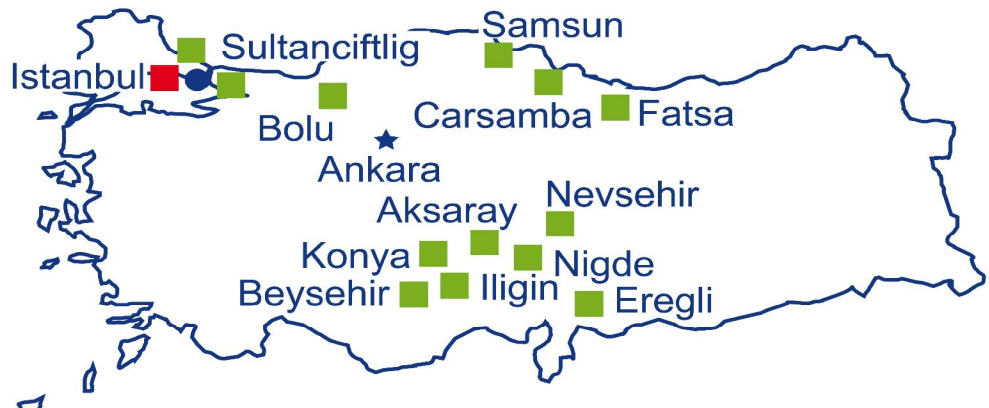 Samsun
Sultanciftlig
Istanbul
Carsamba
Fatsa
Bolu
Ankara
Nevsehir
Aksaray
Konya
Nigde
Beysehir
Iligin
Eregli